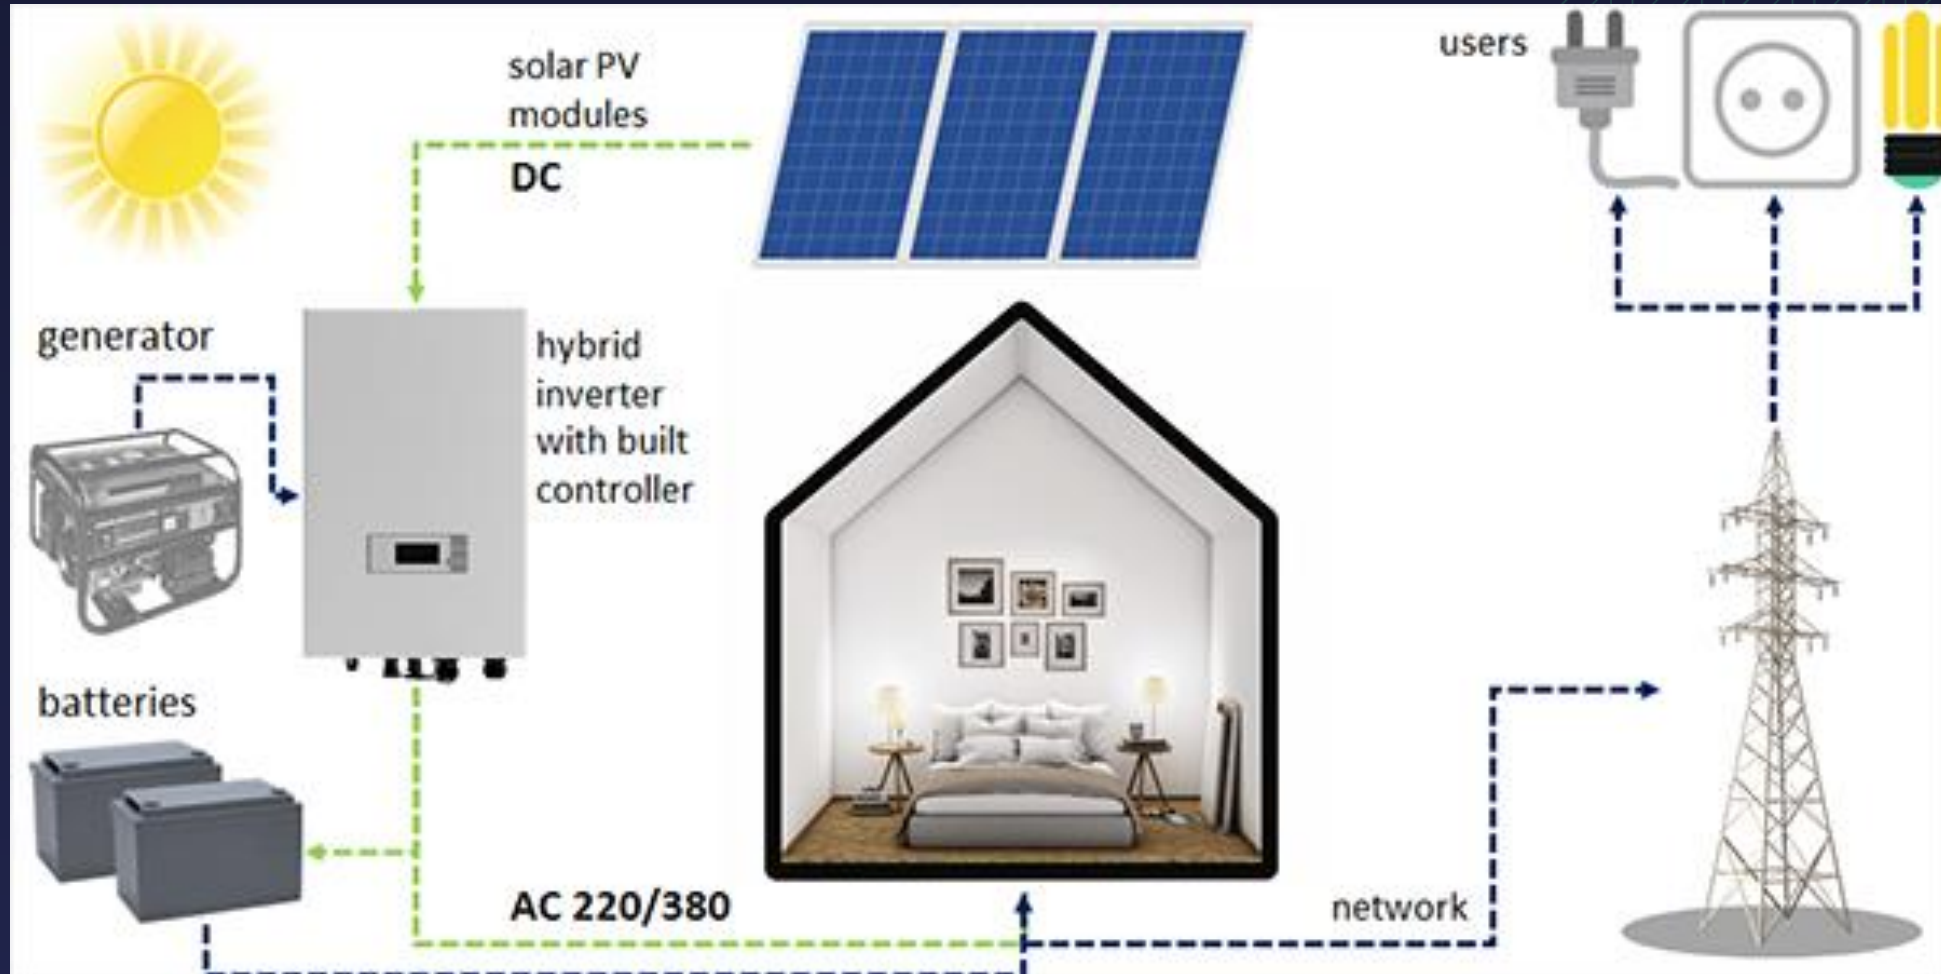 solar PV
modules
DC
users
generator
hybrid
inverter
with built
controller
batteries
AC 220/380
network